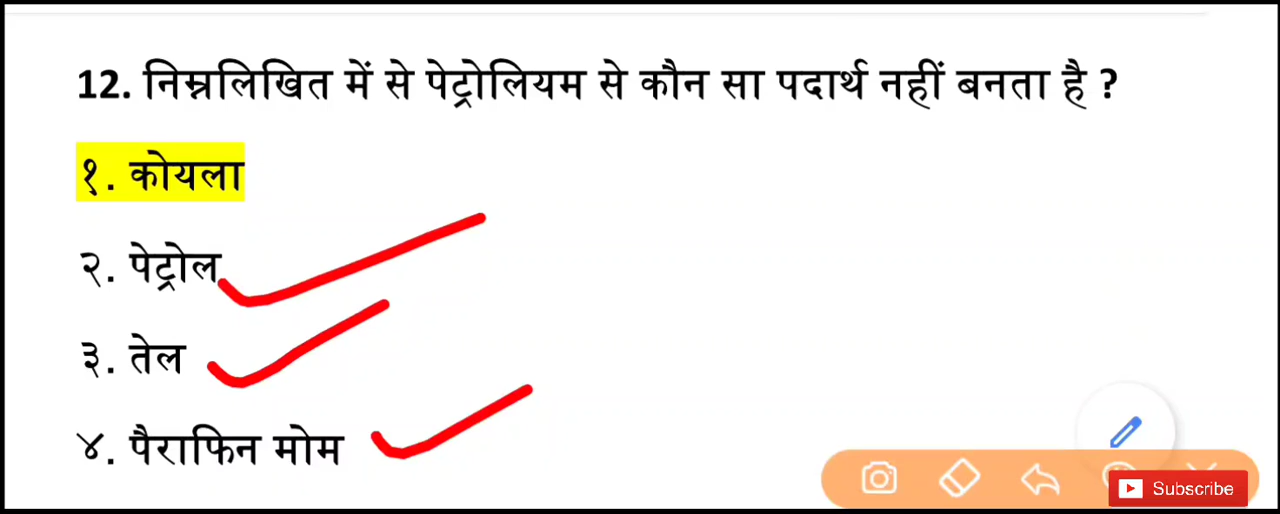 12. निम्नलिखित में से पेट्रोलियम से कौन सा पदार्थ नहीं बनता है ?
१. कोयला
२. पेट्रोल
३. तेल
४. पैराफिन मोम
Subscribe